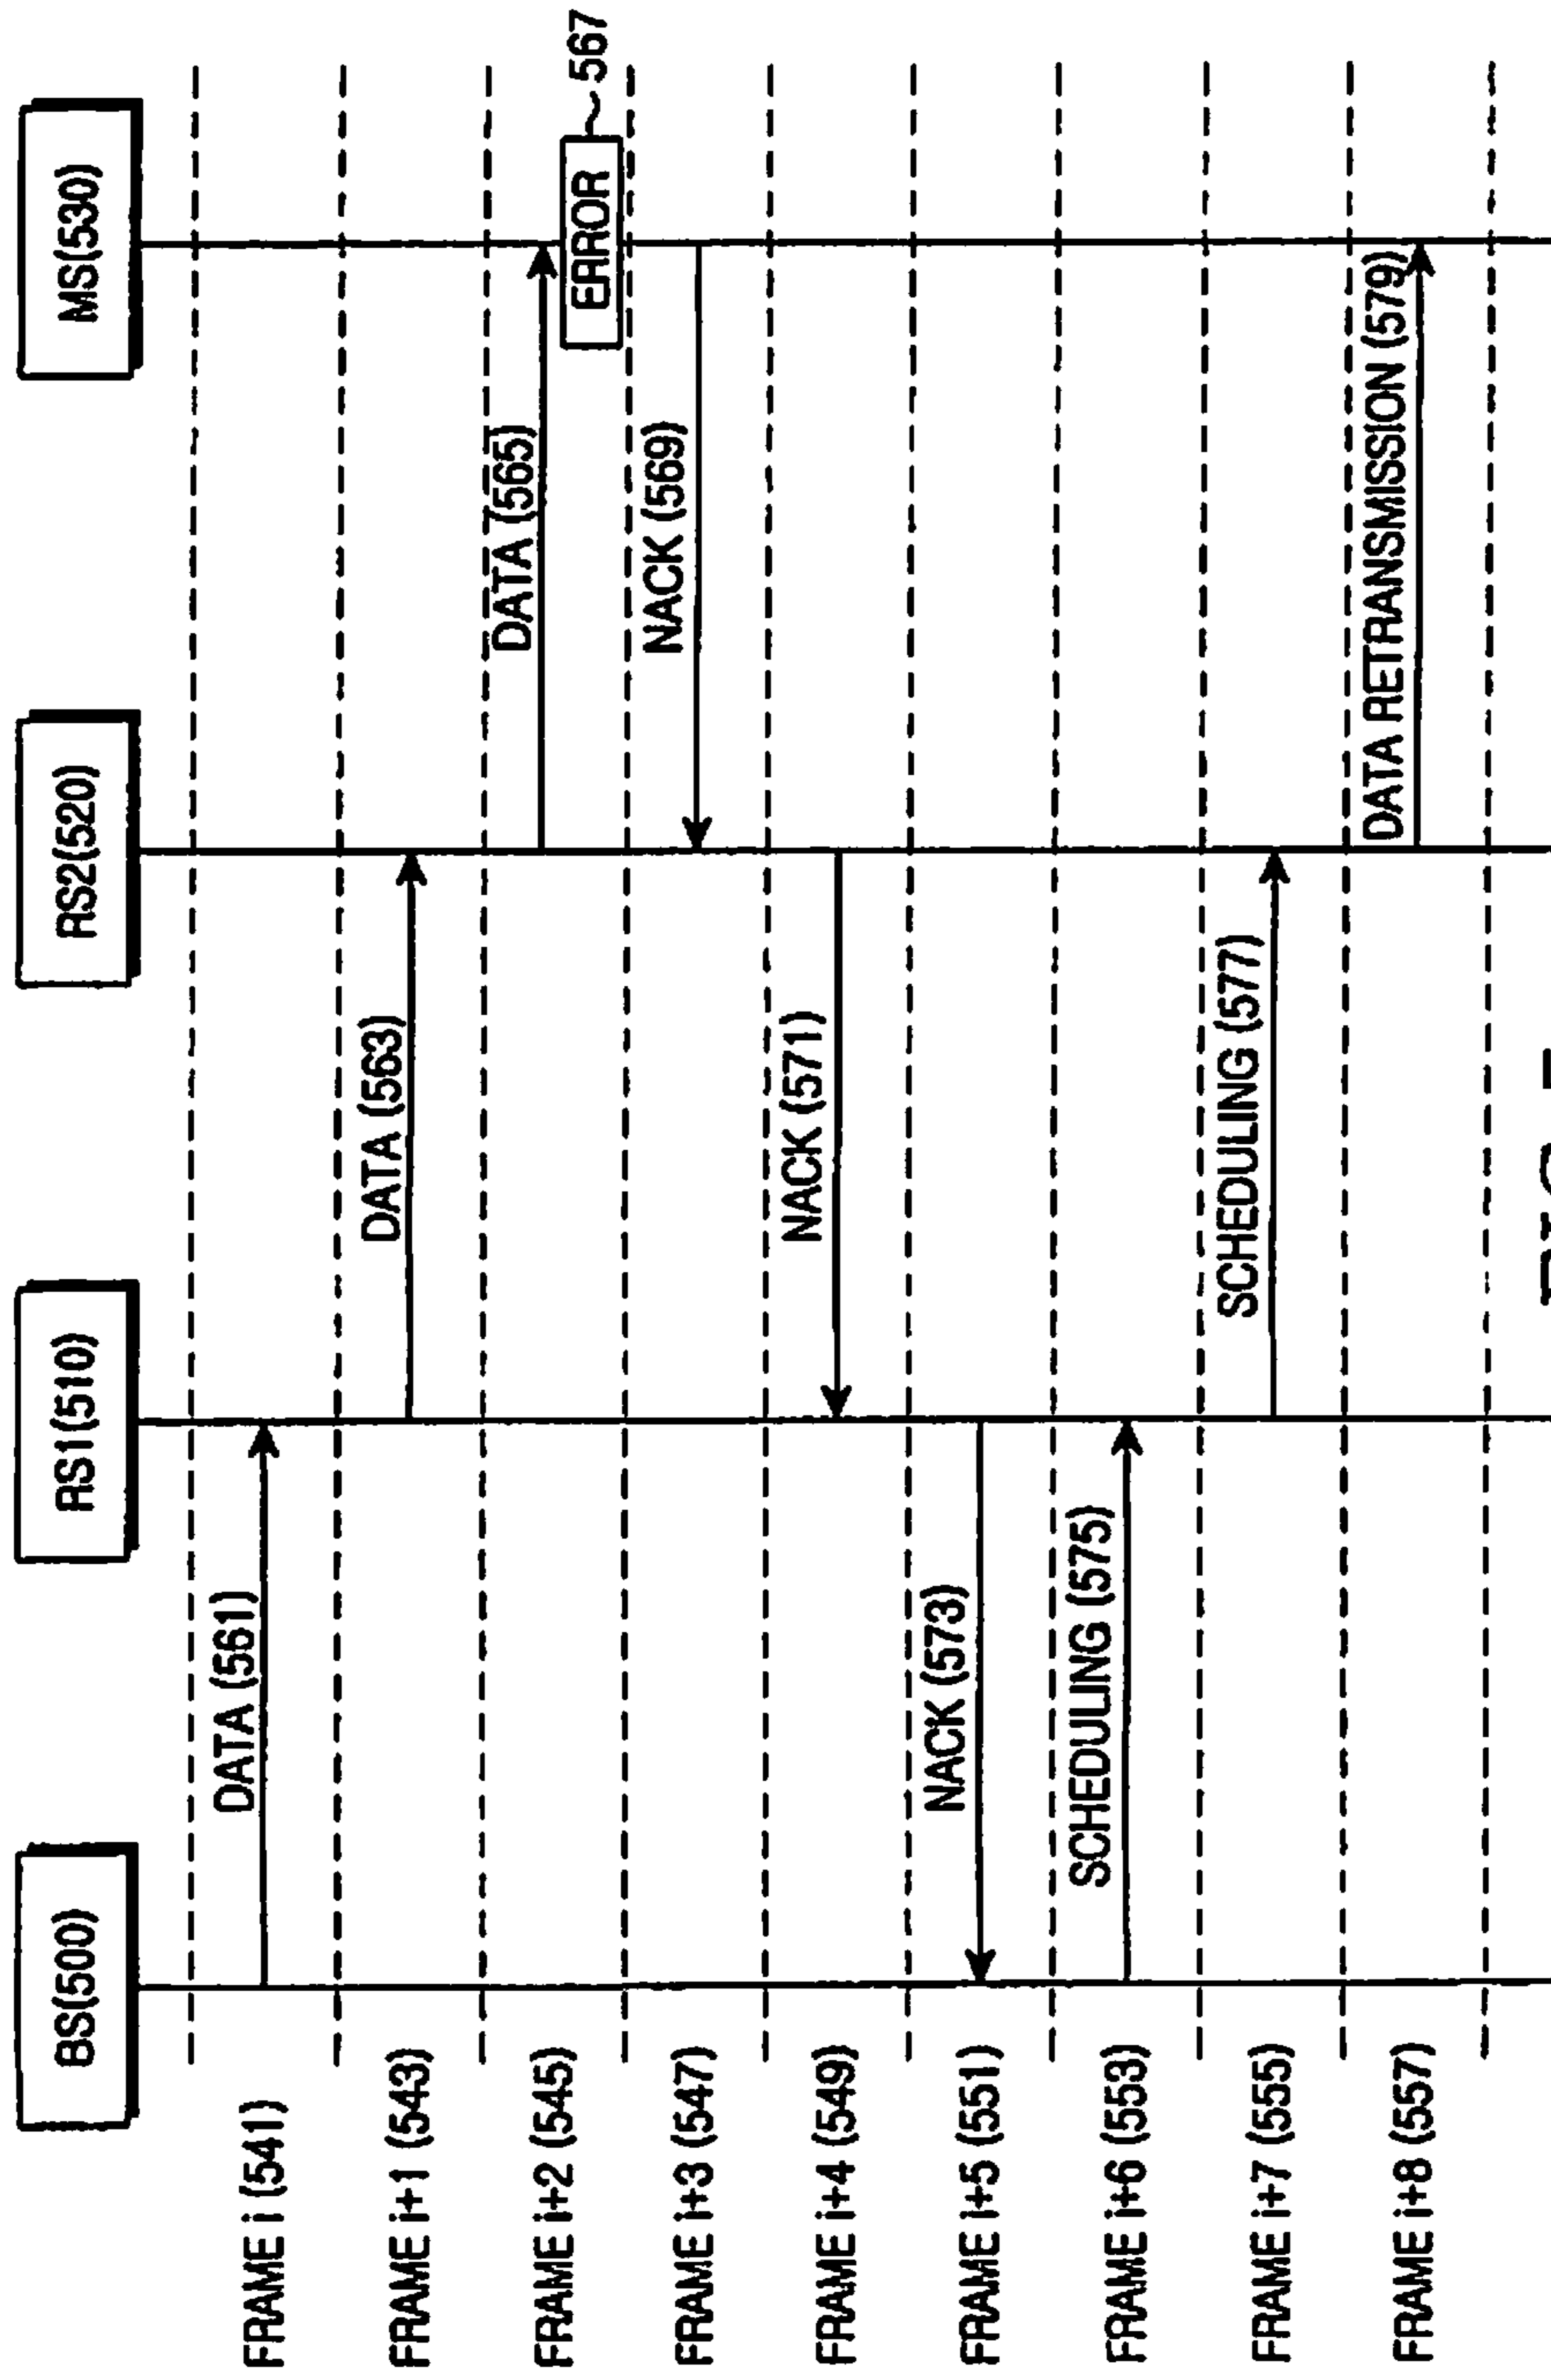 BS(500)
RS1(510)
RS2(520)
MS(530)
FRAME i (541)
DATA (561)
FRAME i+1 (543)
DATA (563)
FRAME i+2 (545)
DATA (565)
ERROR
567
FRAME i+3 (547)
NACK (569)
FRAME i+4 (549)
NACK (571)
FRAME i+5 (551)
NACK (573)
FRAME i+6 (553)
SCHEDULING (575)
FRAME i+7 (555)
SCHEDULING (577)
FRAME i+8 (557)
DATA RETRANSMISSION (579)